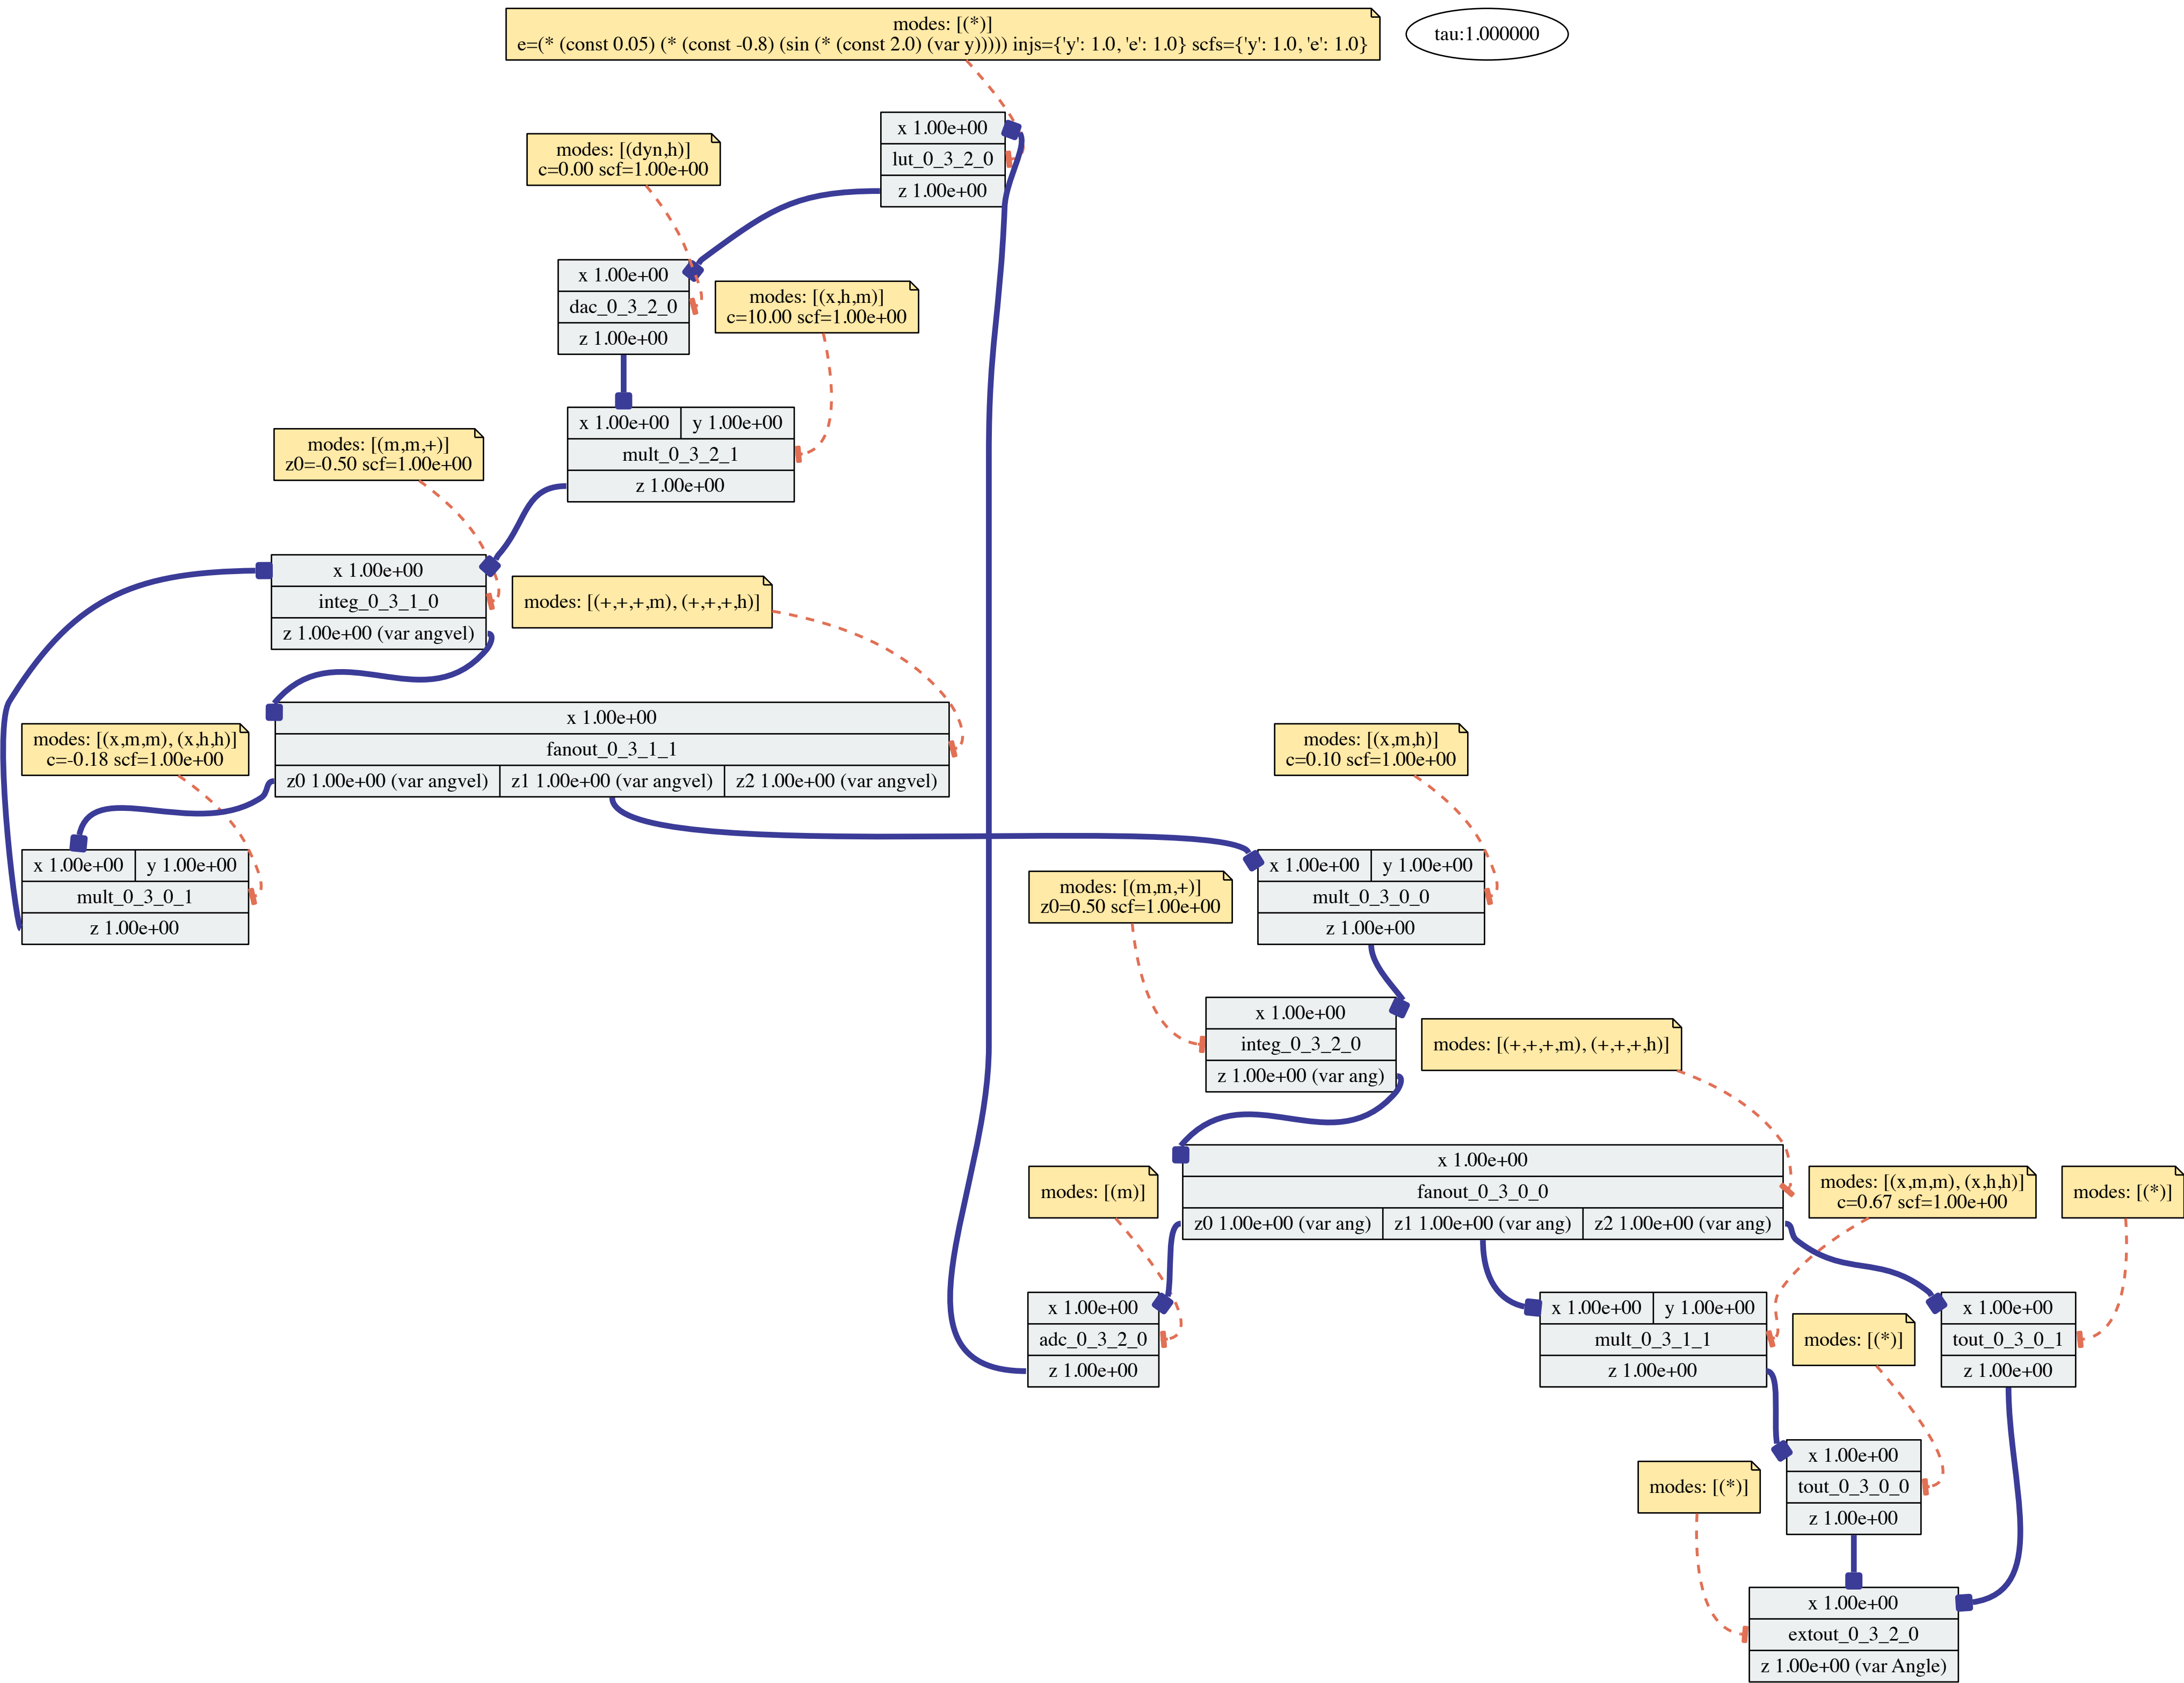 modes: [(*)]
e=(* (const 0.05) (* (const -0.8) (sin (* (const 2.0) (var y))))) injs={'y': 1.0, 'e': 1.0} scfs={'y': 1.0, 'e': 1.0}
tau:1.000000
x 1.00e+00
lut_0_3_2_0
z 1.00e+00
modes: [(dyn,h)]
c=0.00 scf=1.00e+00
x 1.00e+00
dac_0_3_2_0
z 1.00e+00
modes: [(x,h,m)]
c=10.00 scf=1.00e+00
x 1.00e+00 y 1.00e+00
mult_0_3_2_1
z 1.00e+00
modes: [(m,m,+)]
z0=-0.50 scf=1.00e+00
x 1.00e+00
integ_0_3_1_0
z 1.00e+00 (var angvel)
modes: [(+,+,+,m), (+,+,+,h)]
x 1.00e+00
fanout_0_3_1_1
z0 1.00e+00 (var angvel) z1 1.00e+00 (var angvel) z2 1.00e+00 (var angvel)
modes: [(x,m,m), (x,h,h)]
c=-0.18 scf=1.00e+00
x 1.00e+00 y 1.00e+00
mult_0_3_0_1
z 1.00e+00
modes: [(x,m,h)]
c=0.10 scf=1.00e+00
x 1.00e+00 y 1.00e+00
mult_0_3_0_0
z 1.00e+00
modes: [(m,m,+)]
z0=0.50 scf=1.00e+00
x 1.00e+00
integ_0_3_2_0
z 1.00e+00 (var ang)
modes: [(+,+,+,m), (+,+,+,h)]
x 1.00e+00
fanout_0_3_0_0
z0 1.00e+00 (var ang) z1 1.00e+00 (var ang) z2 1.00e+00 (var ang)
modes: [(m)]
x 1.00e+00
adc_0_3_2_0
z 1.00e+00
modes: [(x,m,m), (x,h,h)]
c=0.67 scf=1.00e+00
x 1.00e+00 y 1.00e+00
mult_0_3_1_1
z 1.00e+00
modes: [(*)]
x 1.00e+00
tout_0_3_0_1
z 1.00e+00
modes: [(*)]
x 1.00e+00
tout_0_3_0_0
z 1.00e+00
modes: [(*)]
x 1.00e+00
extout_0_3_2_0
z 1.00e+00 (var Angle)